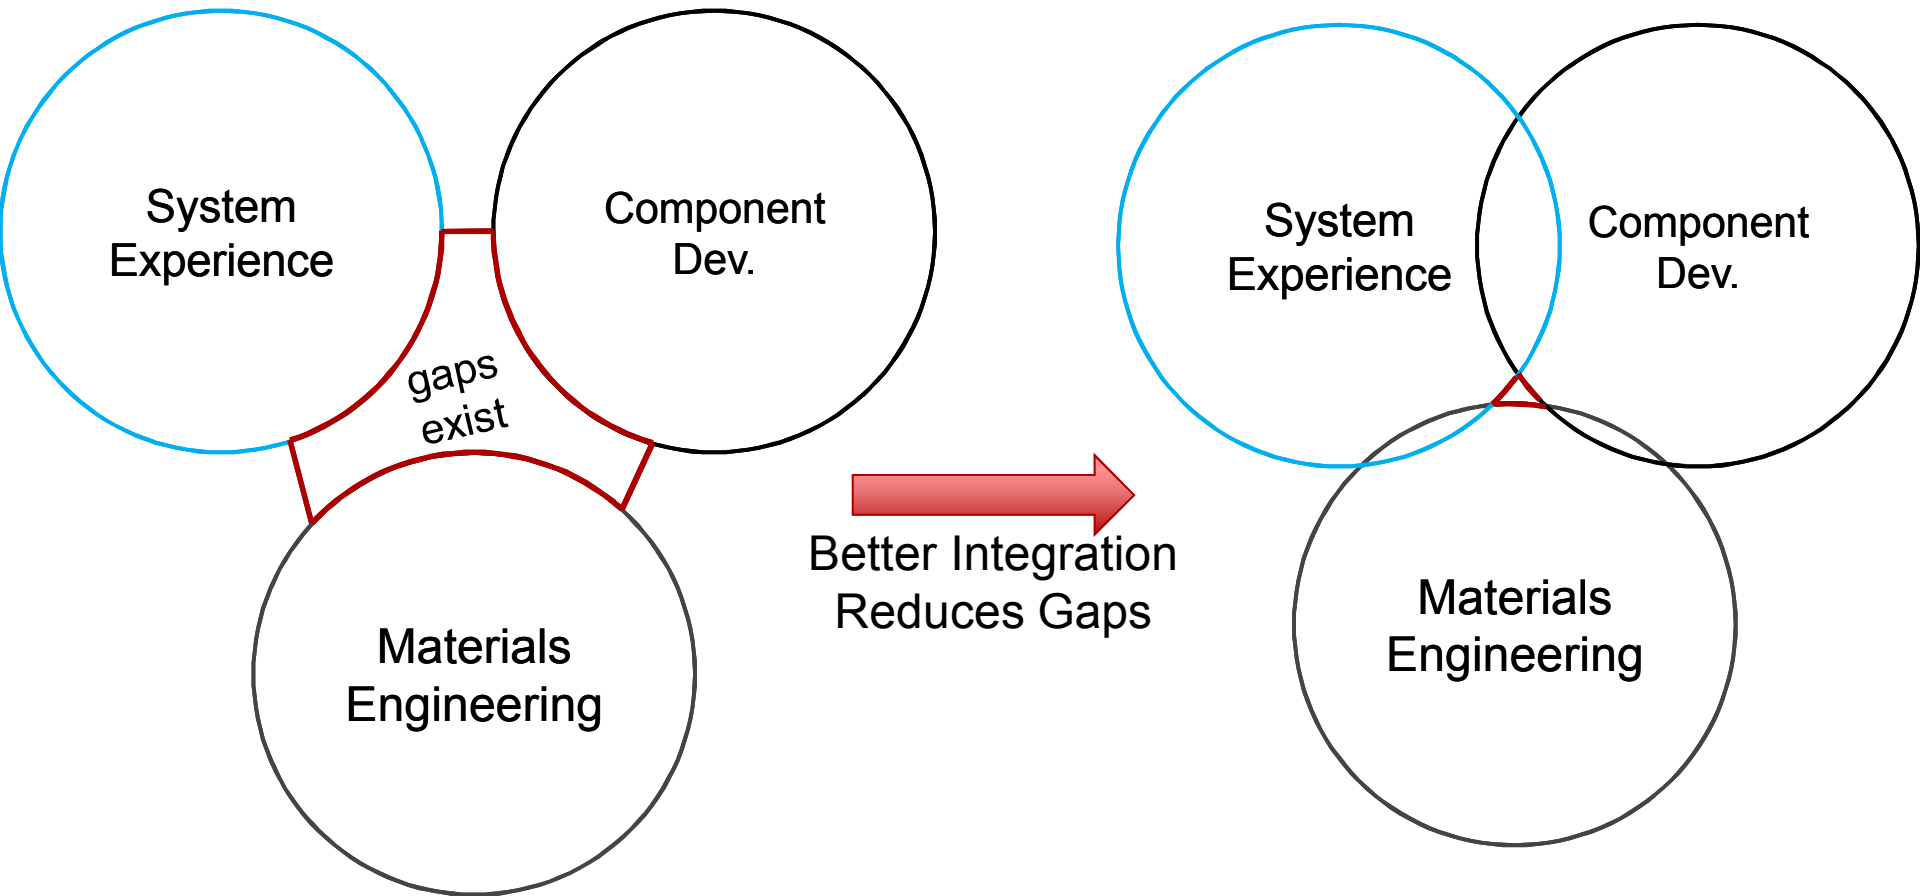 System
Experience
Component
Dev.
gaps
exist
Materials
Engineering
Better Integration
Reduces Gaps
System
Experience
Component
Dev.
Materials
Engineering